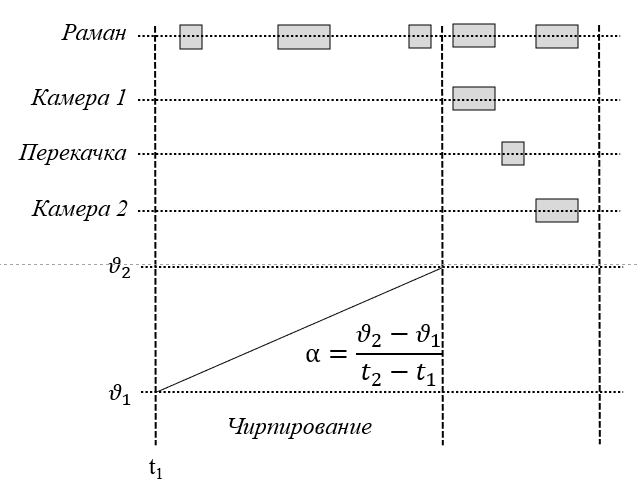 Раман
Камера 1
Перекачка
Камера 2
ϑ₂
α = (ϑ₂ − ϑ₁) / (t₂ − t₁)
ϑ₁
Чирпирование
t₁